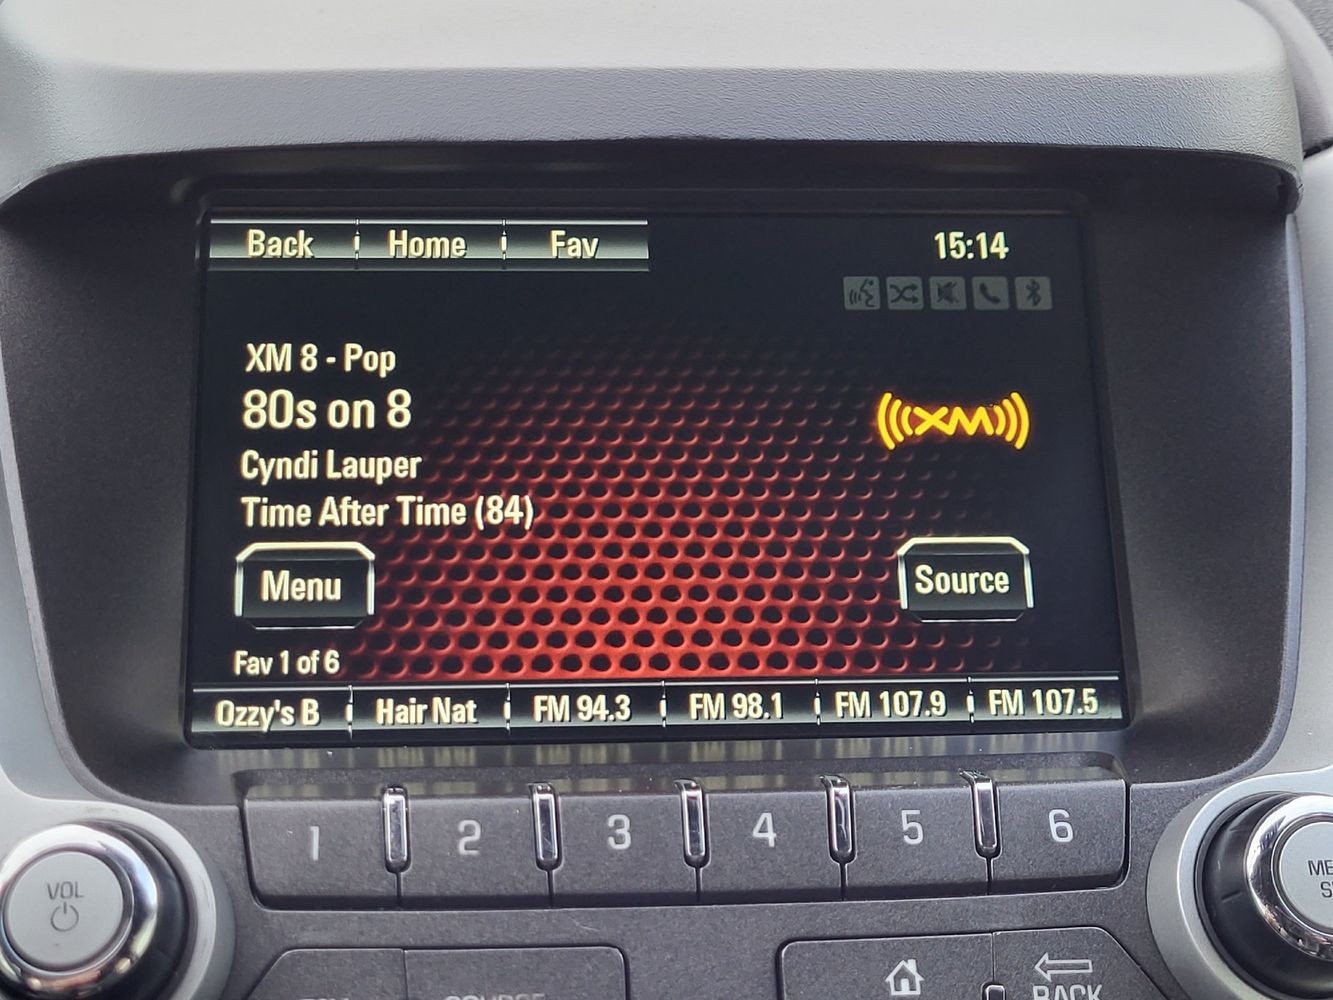 Back Home Fav 15:14
XM 8 - Pop
80s on 8
XM
Cyndi Lauper
Time After Time (84)
Menu Source
Fav 1 of 6
Ozzy's B Hair Nat FM 94.3 FM 98.1 FM 107.9 FM 107.5
1 2 3 4 5 6
VOL
BACK